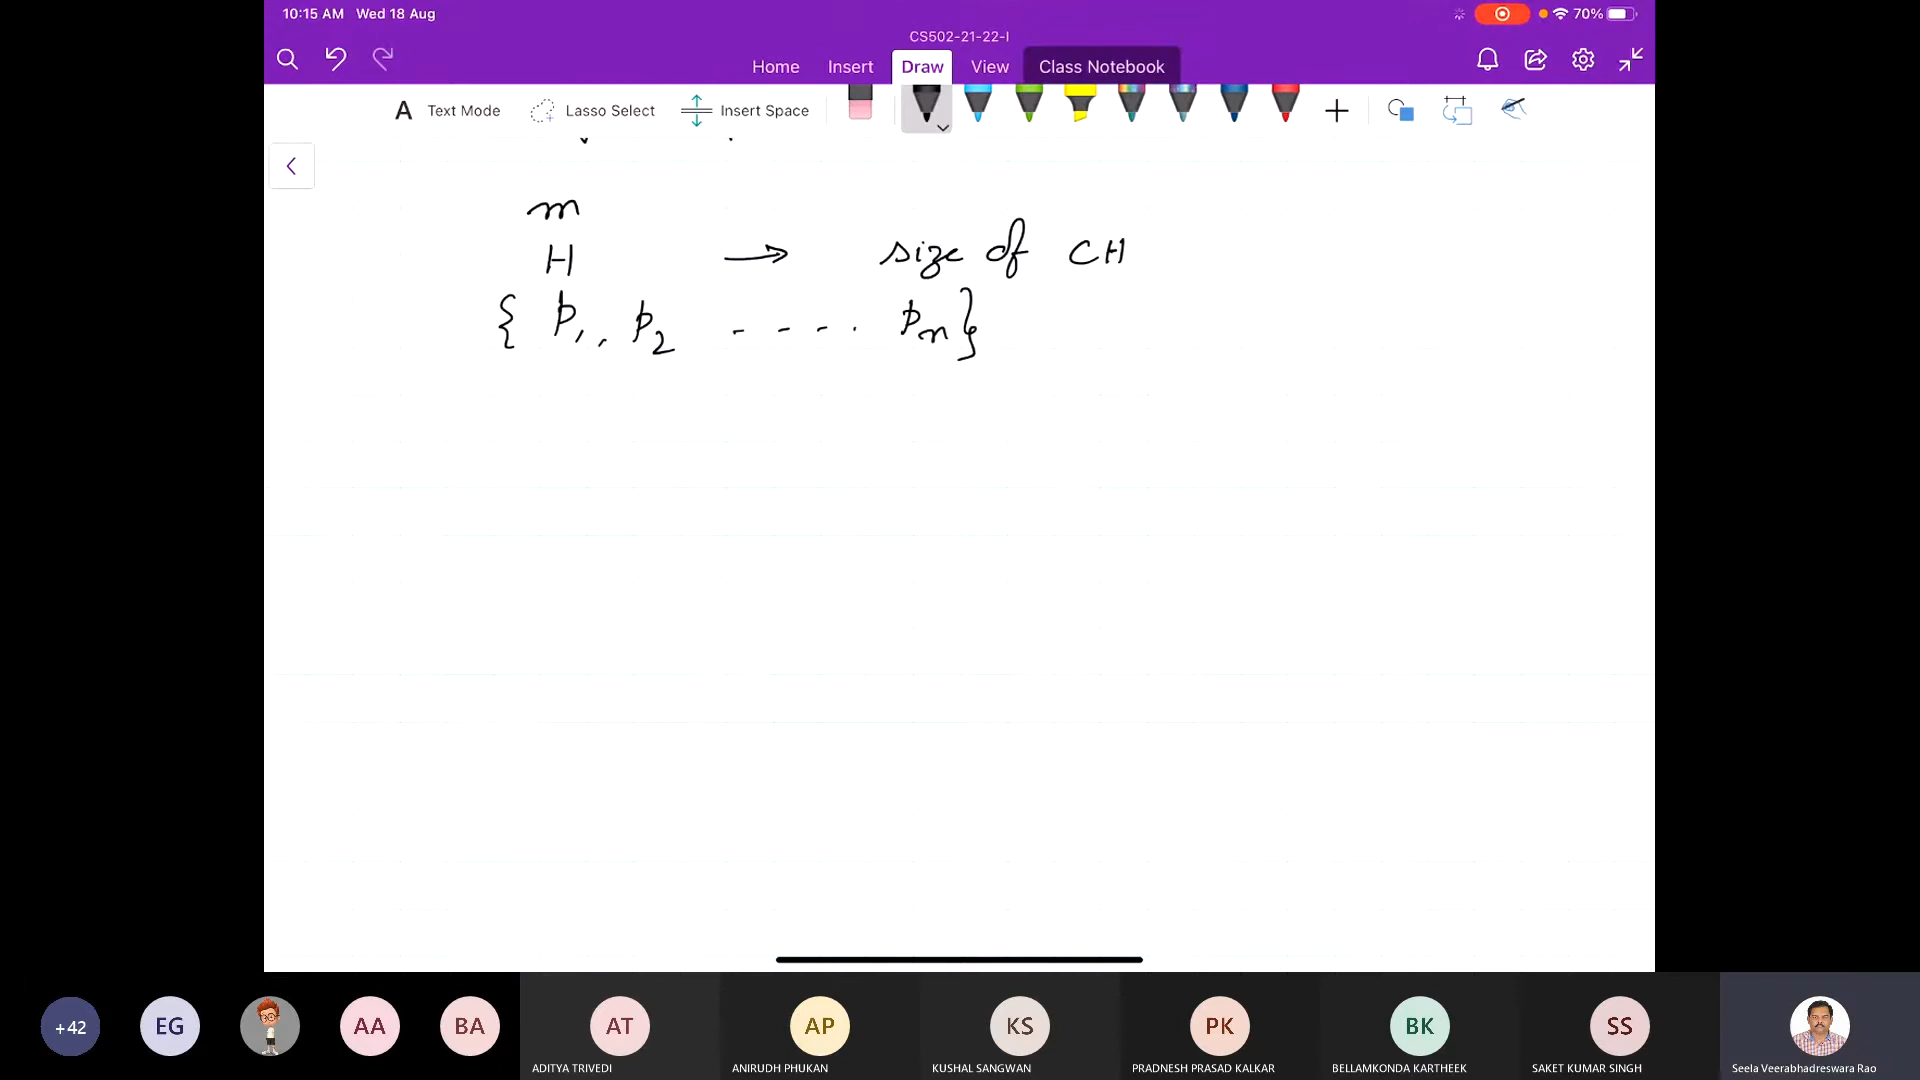 10:15 AM Wed 18 Aug
70%
CS502-21-22-I
Home Insert Draw View Class Notebook
A Text Mode Lasso Select Insert Space
m
H → size of CH
{ p1, p2 - - - - . pn}
+42 EG AA BA AT AP KS PK BK SS
ADITYA TRIVEDI ANIRUDH PHUKAN KUSHAL SANGWAN PRADNESH PRASAD KALKAR BELLAMKONDA KARTHEEK SAKET KUMAR SINGH Seela Veerabhadreswara Rao